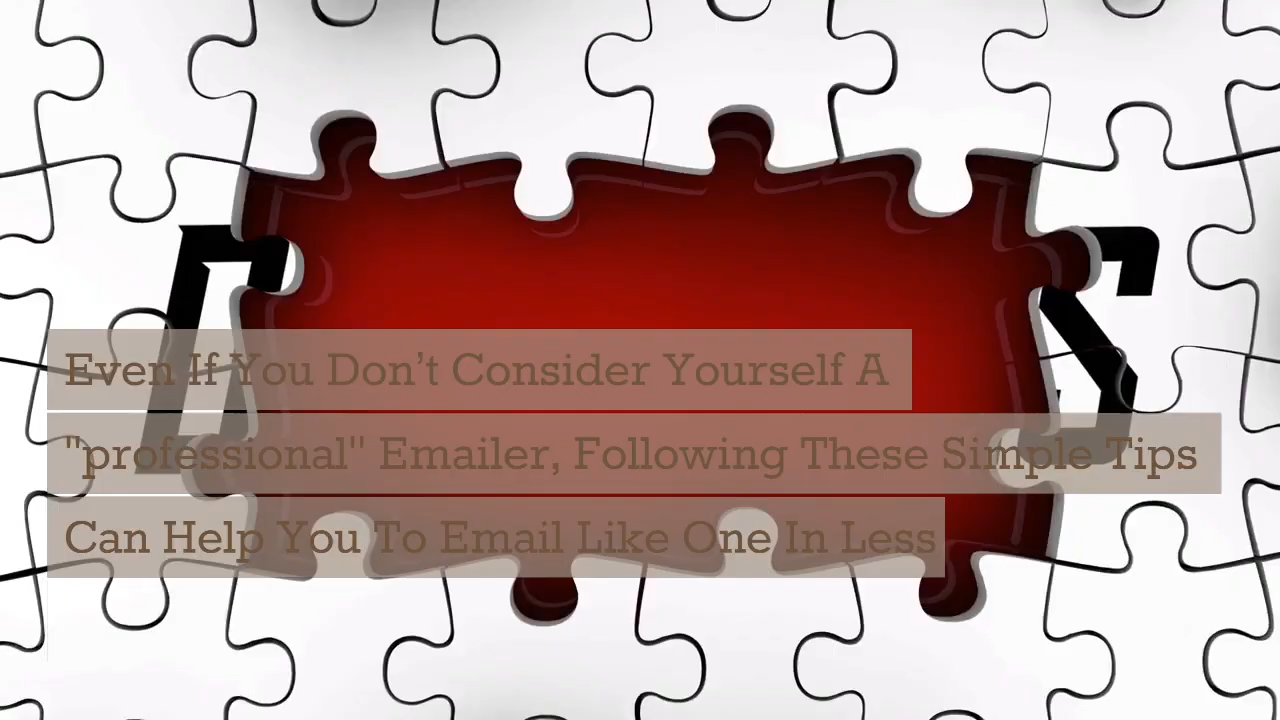 Even If You Don’t Consider Yourself A
"professional" Emailer, Following These Simple Tips
Can Help You To Email Like One In Less